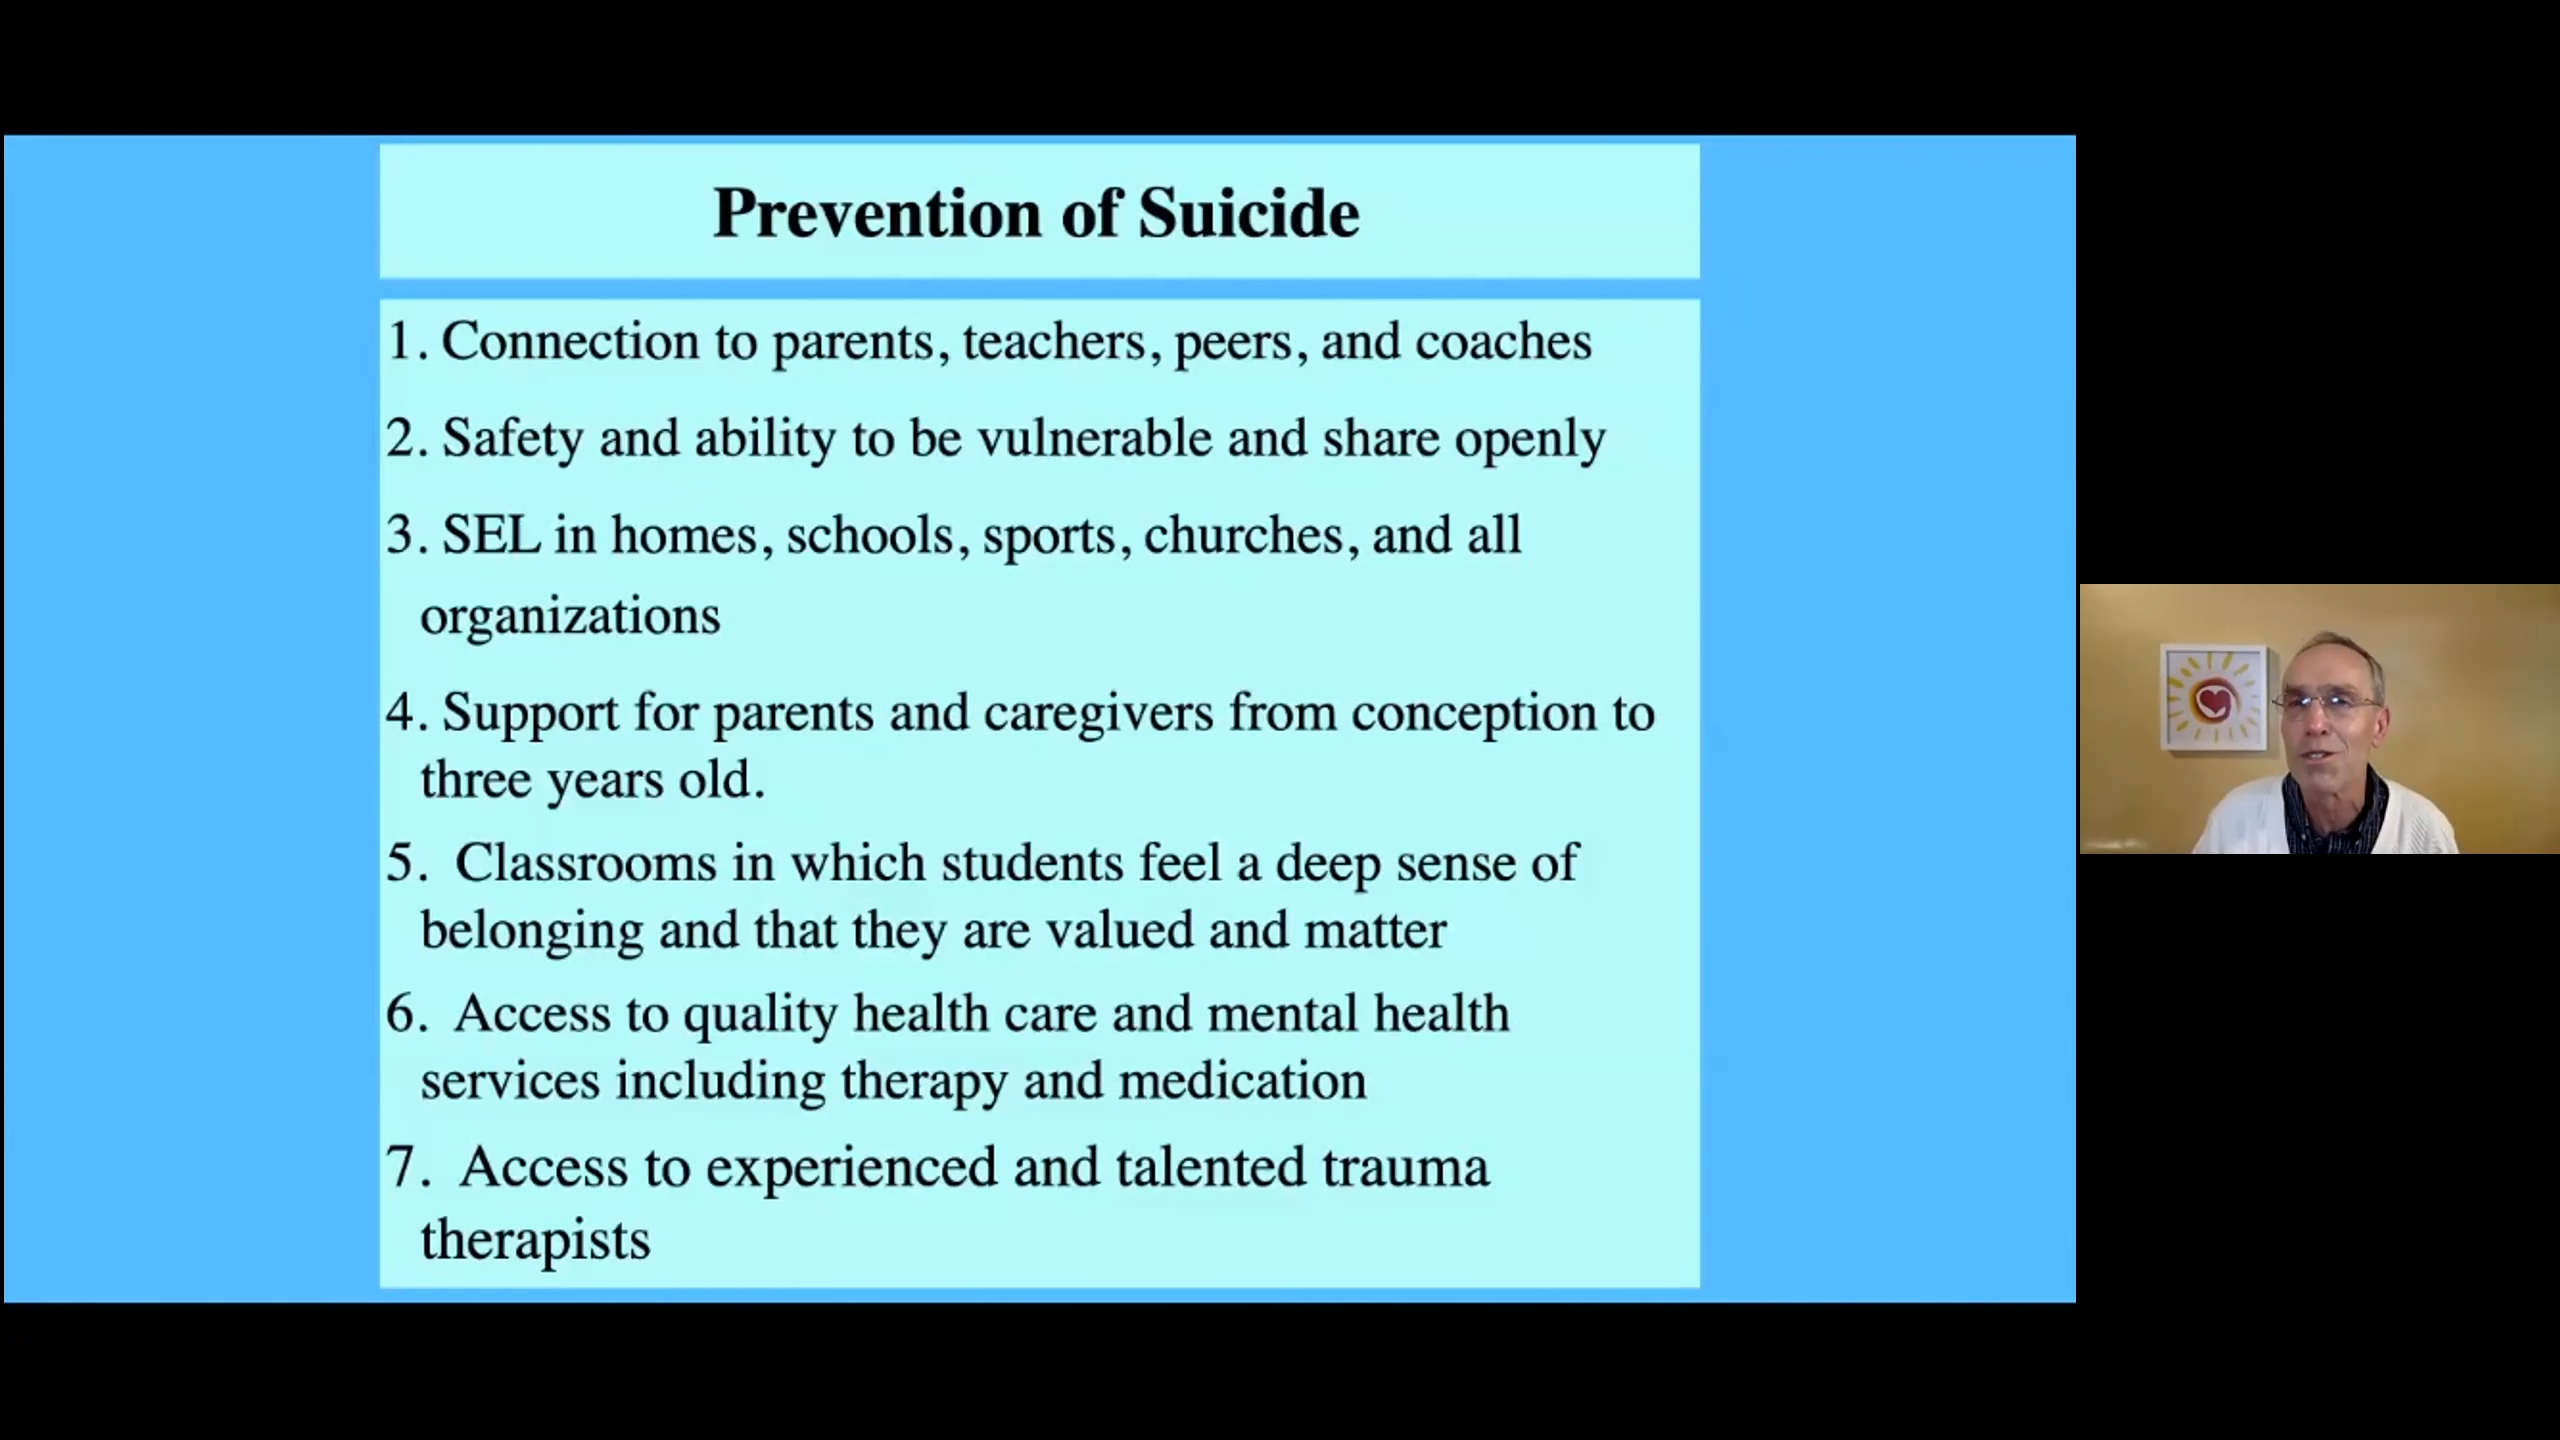 Prevention of Suicide
1. Connection to parents, teachers, peers, and coaches
2. Safety and ability to be vulnerable and share openly
3. SEL in homes, schools, sports, churches, and all
organizations
4. Support for parents and caregivers from conception to
three years old.
5. Classrooms in which students feel a deep sense of
belonging and that they are valued and matter
6. Access to quality health care and mental health
services including therapy and medication
7. Access to experienced and talented trauma
therapists